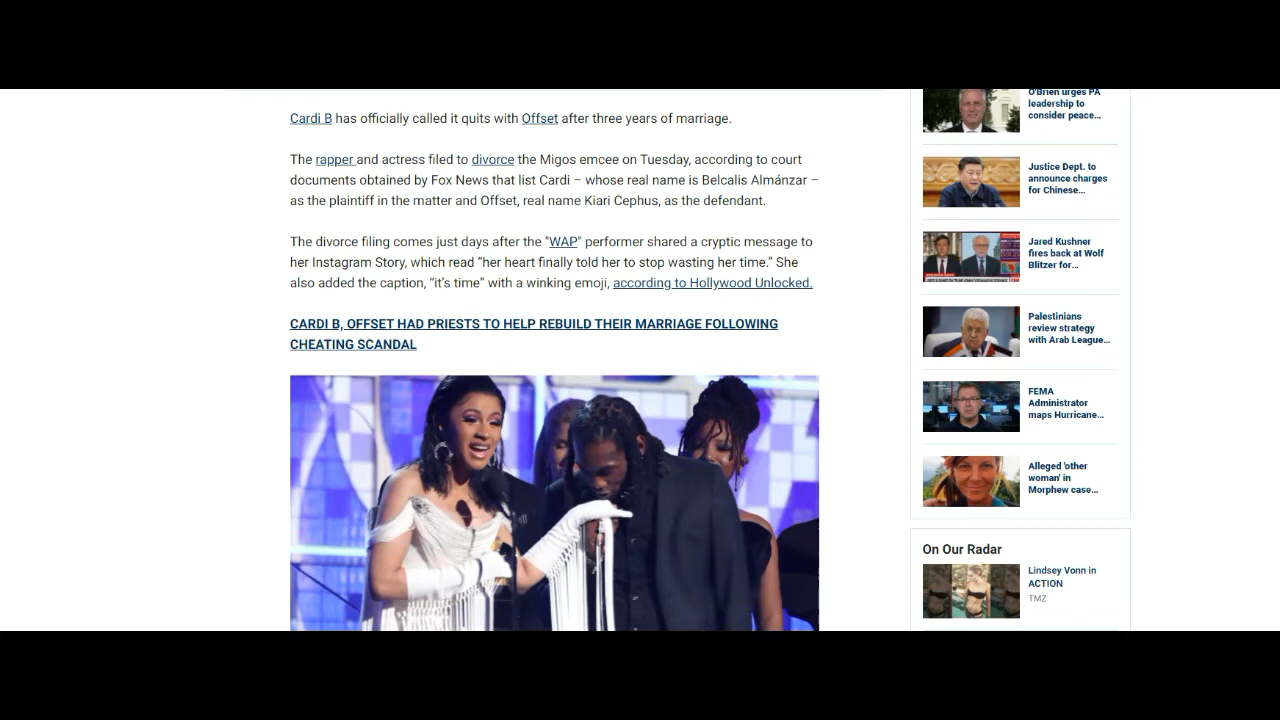 Cardi B has officially called it quits with Offset after three years of marriage.
The rapper and actress filed to divorce the Migos emcee on Tuesday, according to court
documents obtained by Fox News that list Cardi – whose real name is Belcalis Almánzar –
as the plaintiff in the matter and Offset, real name Kiari Cephus, as the defendant.
The divorce filing comes just days after the "WAP" performer shared a cryptic message to
her Instagram Story, which read “her heart finally told her to stop wasting her time.” She
also added the caption, “it’s time” with a winking emoji, according to Hollywood Unlocked.
CARDI B, OFFSET HAD PRIESTS TO HELP REBUILD THEIR MARRIAGE FOLLOWING
CHEATING SCANDAL
O'Brien urges PA
leadership to
consider peace...
Justice Dept. to
announce charges
for Chinese...
Jared Kushner
fires back at Wolf
Blitzer for...
Palestinians
review strategy
with Arab League...
FEMA
Administrator
maps Hurricane...
Alleged 'other
woman' in
Morphew case...
On Our Radar
Lindsey Vonn in
ACTION
TMZ